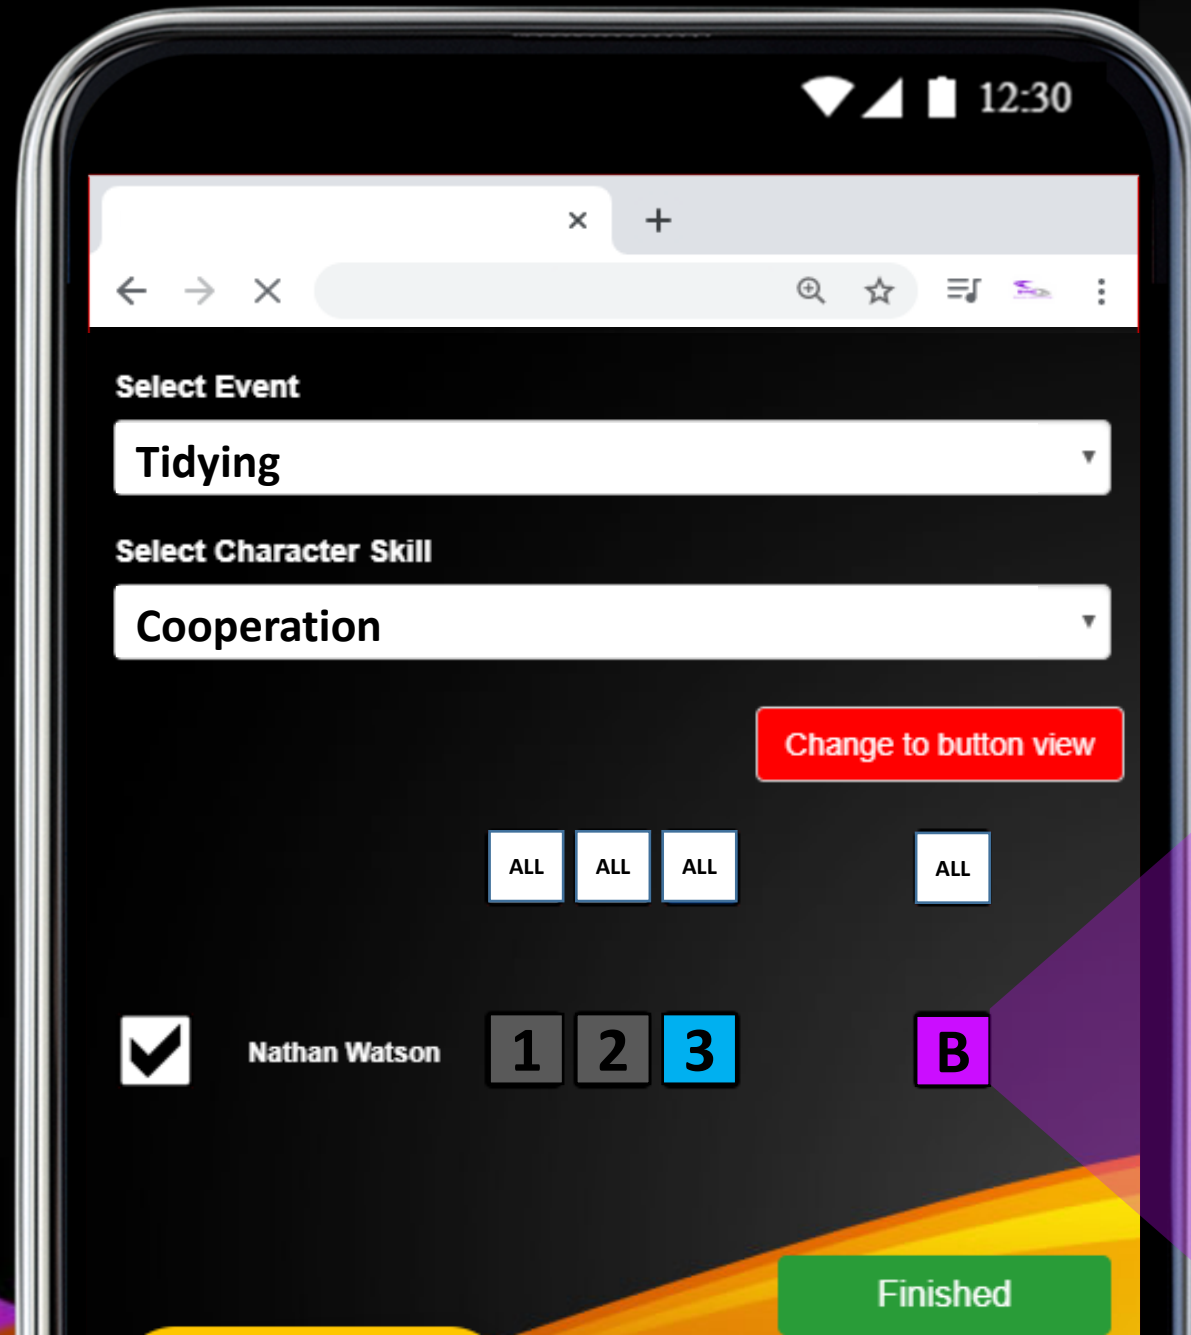 12:30
Select Event
Tidying
Select Character Skill
Cooperation
Change to button view
ALL ALL ALL ALL
Nathan Watson 1 2 3 B
Finished